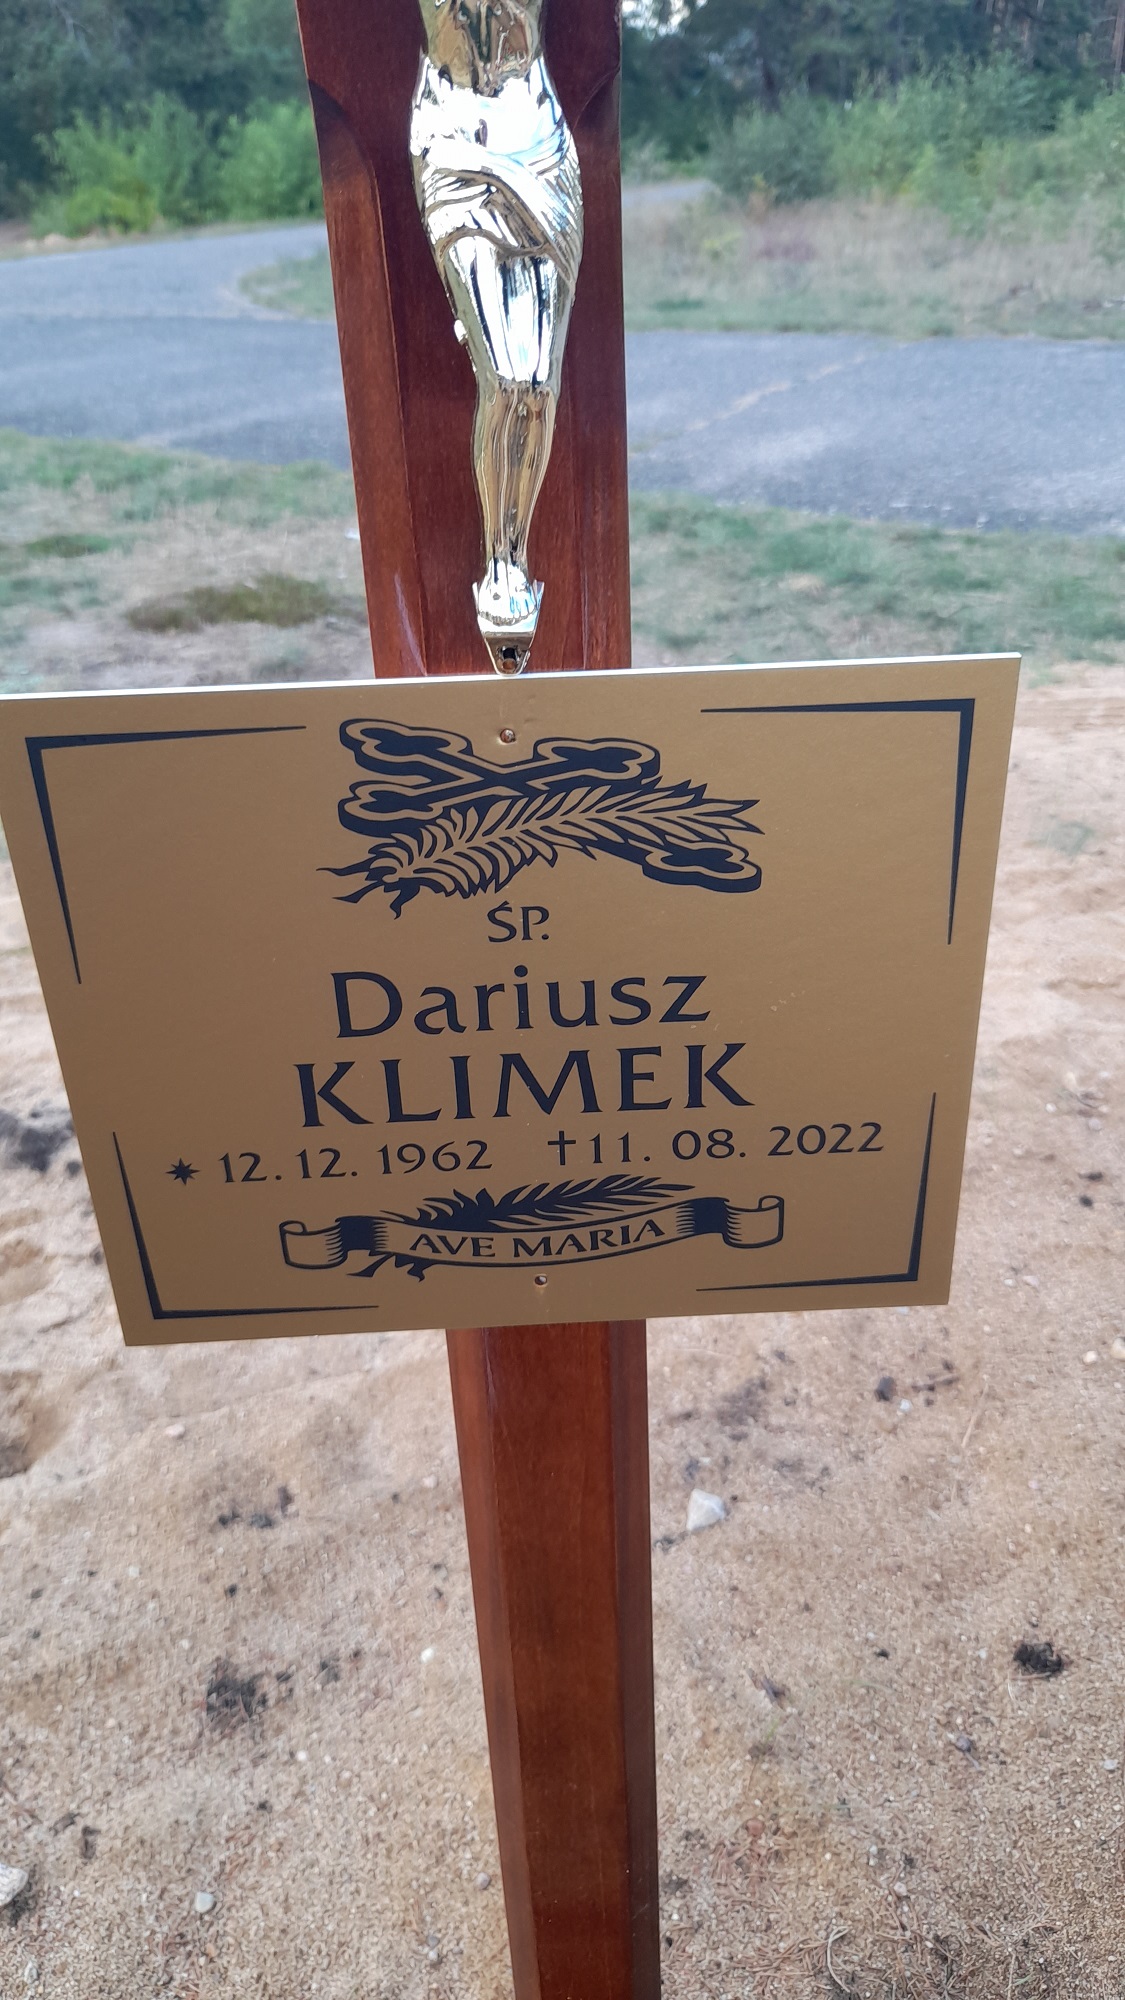 ŚP.
Dariusz
KLIMEK
✷ 12. 12. 1962 ✝ 11. 08. 2022
AVE MARIA